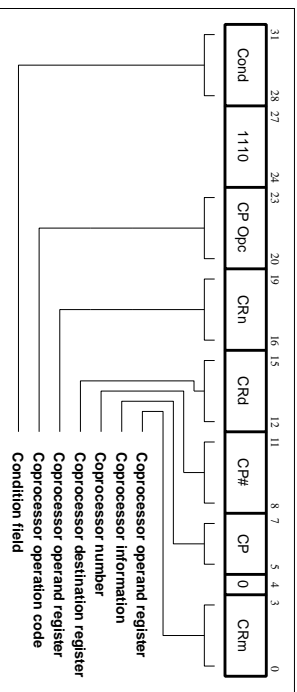 31 28 27 24 23 20 19 16 15 12 11 8 7 5 4 3 0
Cond 1110 CP Opc CRn CRd CP# CP 0 CRm
Coprocessor operand register
Coprocessor information
Coprocessor number
Coprocessor destination register
Coprocessor operand register
Coprocessor operation code
Condition field